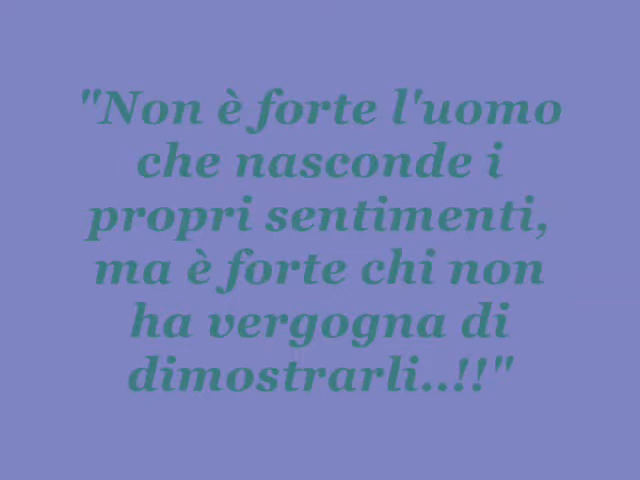 "Non è forte l'uomo
che nasconde i
propri sentimenti,
ma è forte chi non
ha vergogna di
dimostrarli..!!"